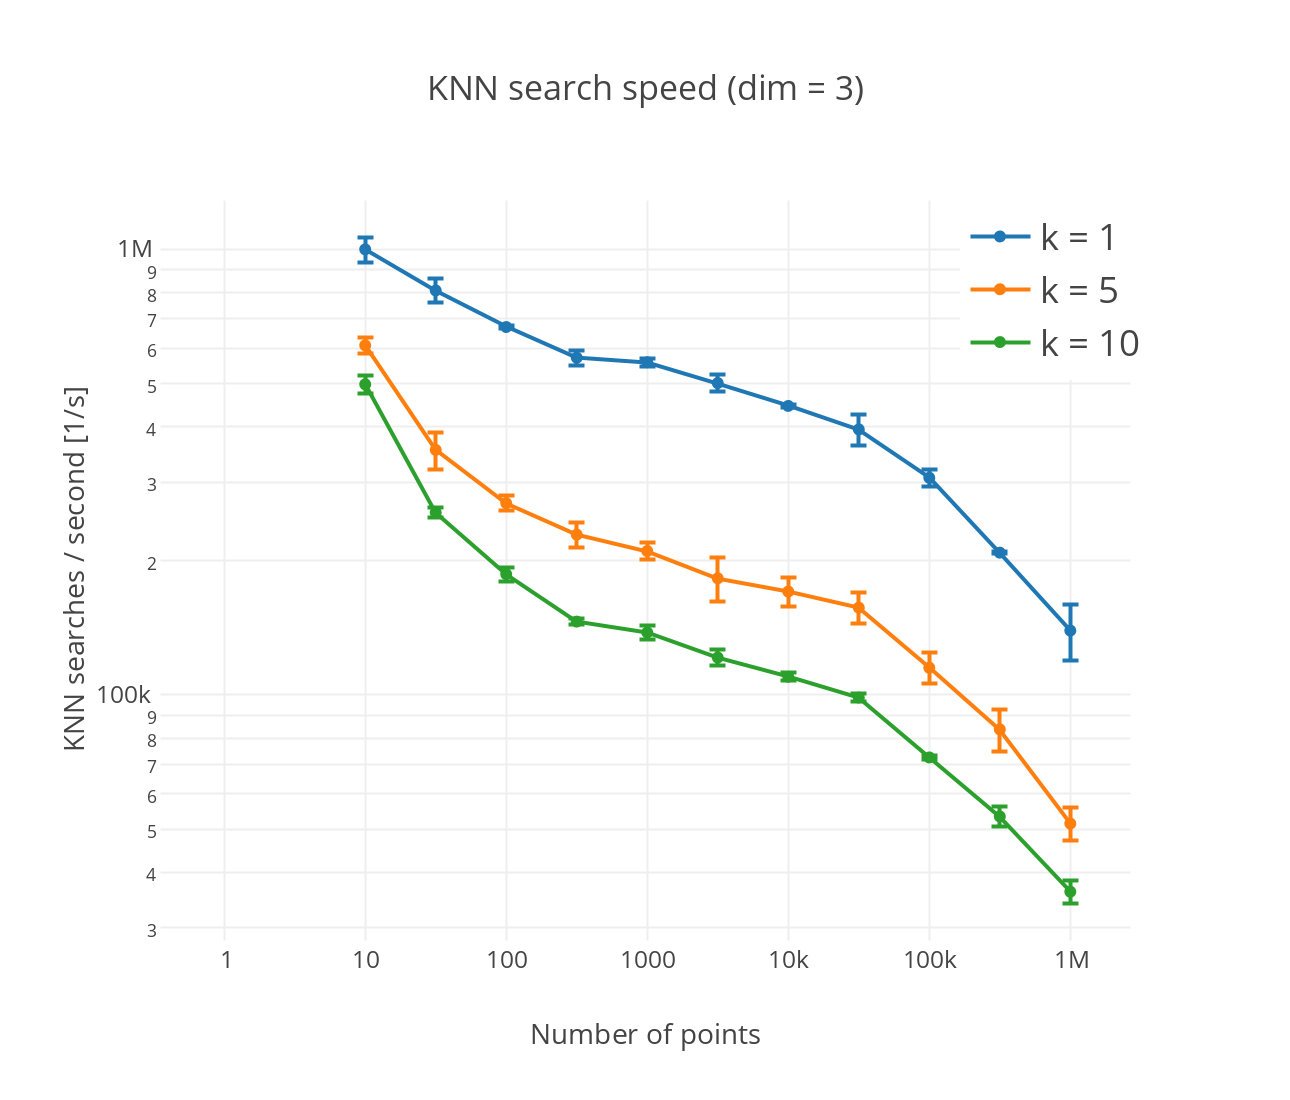 KNN search speed (dim = 3)
k = 1
k = 5
k = 10
KNN searches / second [1/s]
1M
9
8
7
6
5
4
3
2
100k
9
8
7
6
5
4
3
1 10 100 1000 10k 100k 1M
Number of points